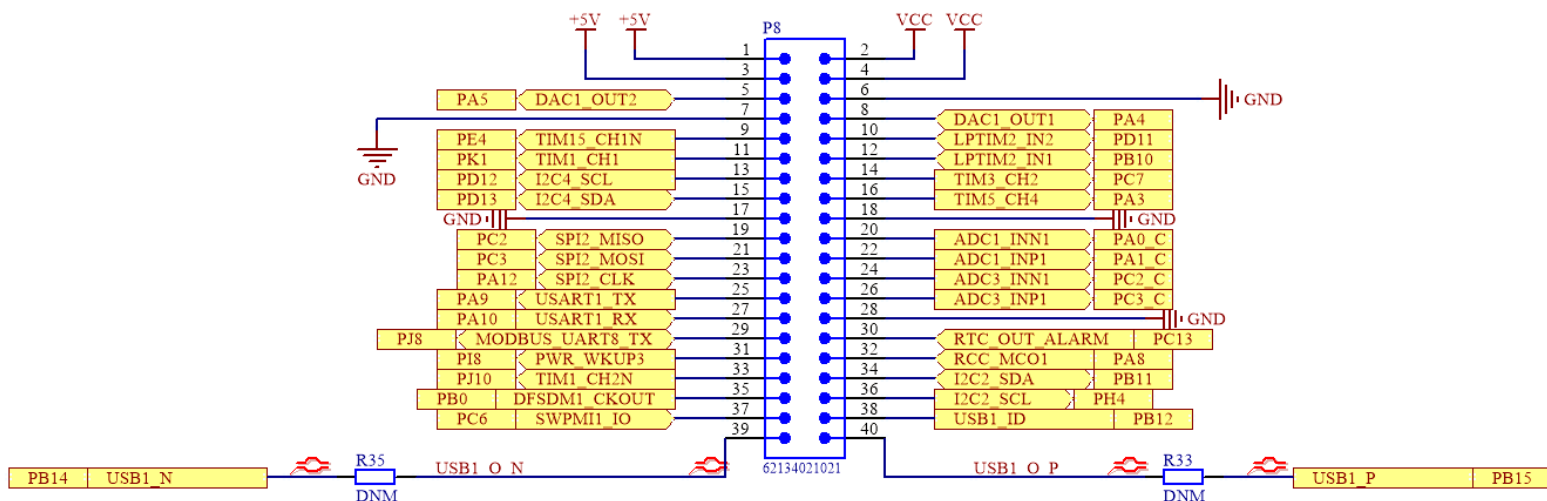 +5V +5V P8 VCC VCC
1 2
3 4
PA5 DAC1_OUT2 5 6 GND
7 8 DAC1_OUT1 PA4
PE4 TIM15_CH1N 9 10 LPTIM2_IN2 PD11
PK1 TIM1_CH1 11 12 LPTIM2_IN1 PB10
GND PD12 I2C4_SCL 13 14 TIM3_CH2 PC7
PD13 I2C4_SDA 15 16 TIM5_CH4 PA3
GND 17 18 GND
PC2 SPI2_MISO 19 20 ADC1_INN1 PA0_C
PC3 SPI2_MOSI 21 22 ADC1_INP1 PA1_C
PA12 SPI2_CLK 23 24 ADC3_INN1 PC2_C
PA9 USART1_TX 25 26 ADC3_INP1 PC3_C
PA10 USART1_RX 27 28 GND
PJ8 MODBUS_UART8_TX 29 30 RTC_OUT_ALARM PC13
PI8 PWR_WKUP3 31 32 RCC_MCO1 PA8
PJ10 TIM1_CH2N 33 34 I2C2_SDA PB11
PB0 DFSDM1_CKOUT 35 36 I2C2_SCL PH4
PC6 SWPMI1_IO 37 38 USB1_ID PB12
39 40
R35 USB1_O_N 62134021021 USB1_O_P R33
PB14 USB1_N USB1_P PB15
DNM DNM